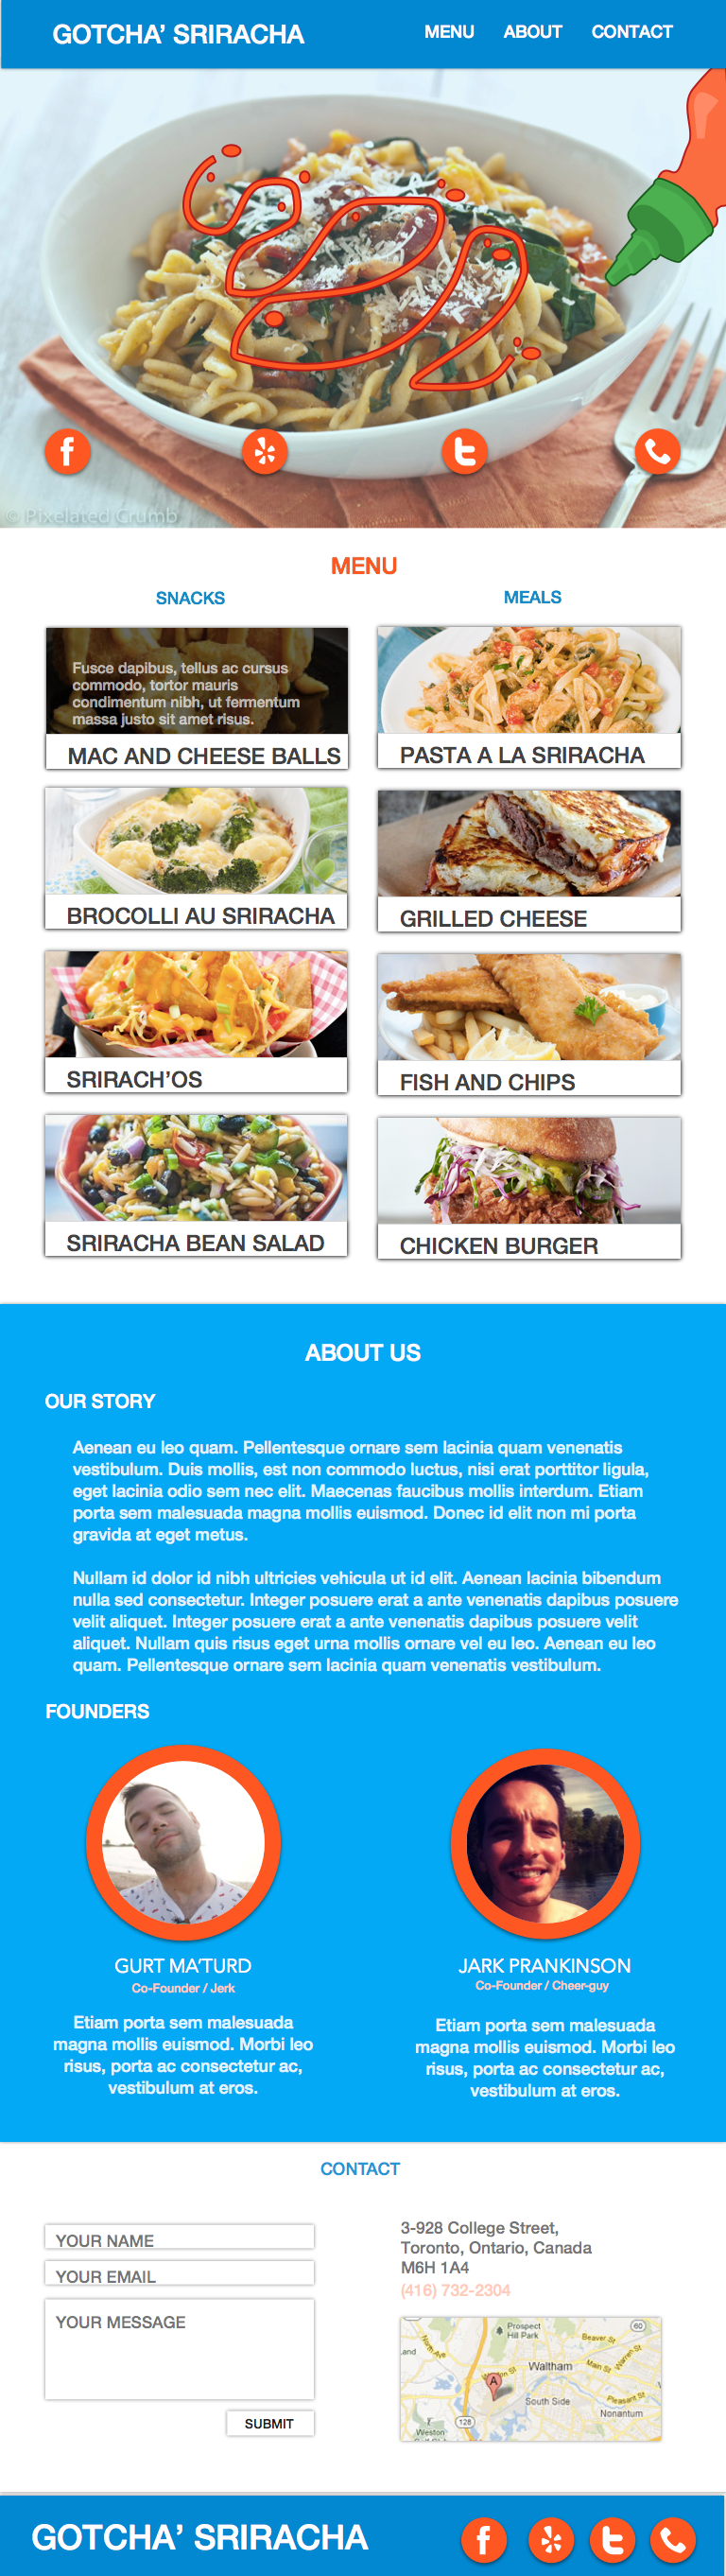 GOTCHA' SRIRACHA
MENU ABOUT CONTACT
© Pixelated Crumb
MENU
SNACKS
MEALS
Fusce dapibus, tellus ac cursus
commodo, tortor mauris
condimentum nibh, ut fermentum
massa justo sit amet risus.
MAC AND CHEESE BALLS
PASTA A LA SRIRACHA
BROCOLLI AU SRIRACHA
GRILLED CHEESE
SRIRACH'OS
FISH AND CHIPS
SRIRACHA BEAN SALAD
CHICKEN BURGER
ABOUT US
OUR STORY
Aenean eu leo quam. Pellentesque ornare sem lacinia quam venenatis
vestibulum. Duis mollis, est non commodo luctus, nisi erat porttitor ligula,
eget lacinia odio sem nec elit. Maecenas faucibus mollis interdum. Etiam
porta sem malesuada magna mollis euismod. Donec id elit non mi porta
gravida at eget metus.
Nullam id dolor id nibh ultricies vehicula ut id elit. Aenean lacinia bibendum
nulla sed consectetur. Integer posuere erat a ante venenatis dapibus posuere
velit aliquet. Integer posuere erat a ante venenatis dapibus posuere velit
aliquet. Nullam quis risus eget urna mollis ornare vel eu leo. Aenean eu leo
quam. Pellentesque ornare sem lacinia quam venenatis vestibulum.
FOUNDERS
GURT MA'TURD
Co-Founder / Jerk
Etiam porta sem malesuada
magna mollis euismod. Morbi leo
risus, porta ac consectetur ac,
vestibulum at eros.
JARK PRANKINSON
Co-Founder / Cheer-guy
Etiam porta sem malesuada
magna mollis euismod. Morbi leo
risus, porta ac consectetur ac,
vestibulum at eros.
CONTACT
YOUR NAME
YOUR EMAIL
YOUR MESSAGE
SUBMIT
3-928 College Street,
Toronto, Ontario, Canada
M6H 1A4
(416) 732-2304
Prospect
Hill Park
60
Beaver St
North Ave
Main St
Warren St
Waltham
A
South Side
Pleasant St
Nonantum
128
Weston
GOTCHA' SRIRACHA